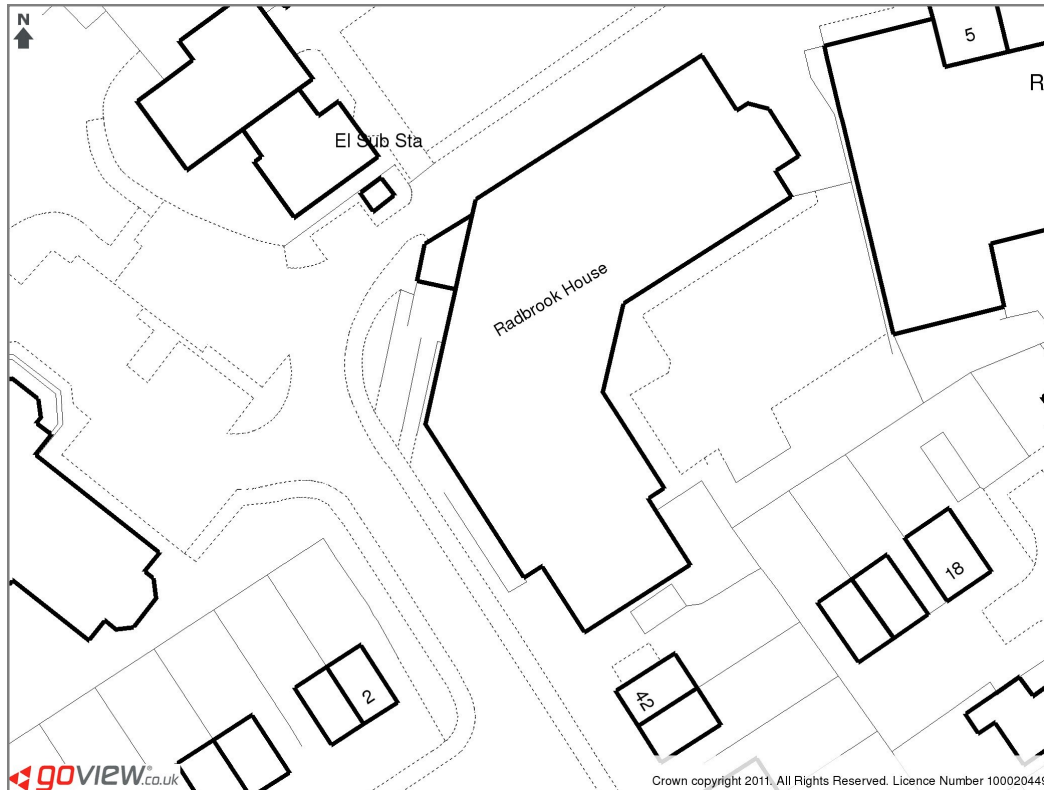 N
5
R
El Sub Sta
Radbrook House
18
2
42
goview.co.uk
Crown copyright 2011. All Rights Reserved. Licence Number 100020449